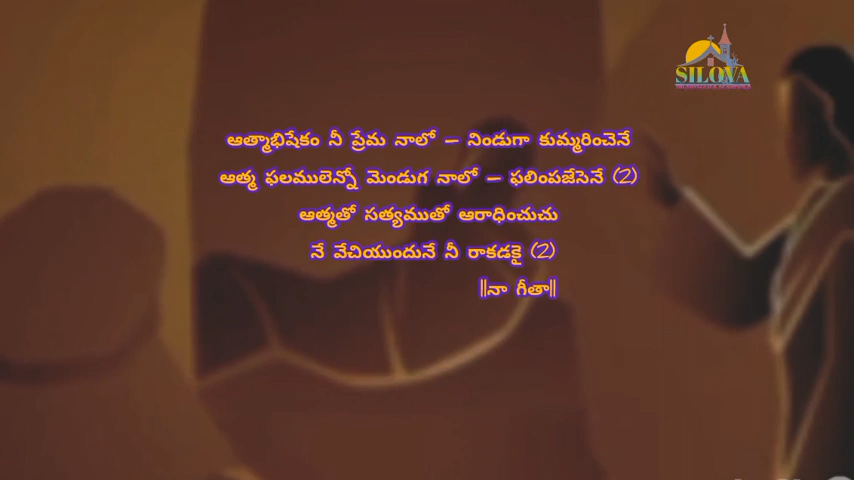 SILOVA
ఆత్మాభిషేకం నీ ప్రేమ నాలో – నిండుగా కుమ్మరించెనే
ఆత్మ ఫలములెన్నో మెండుగ నాలో – ఫలింపజేసెనే (2)
ఆత్మతో సత్యముతో ఆరాధించుచు
నే వేచియుందునే నీ రాకడకై (2)
||నా గీతా||